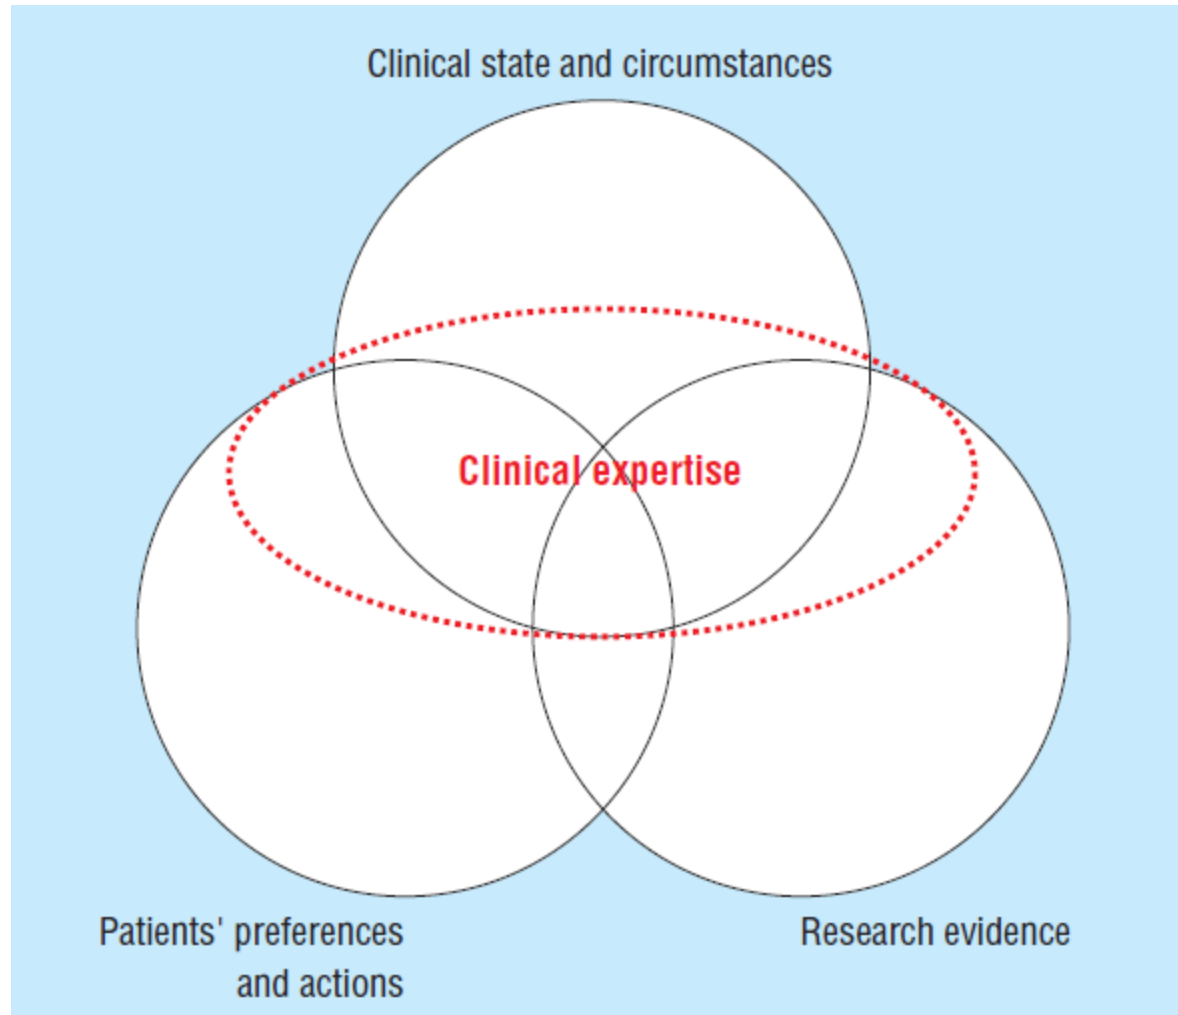 Clinical state and circumstances
Clinical expertise
Patients' preferences
and actions
Research evidence